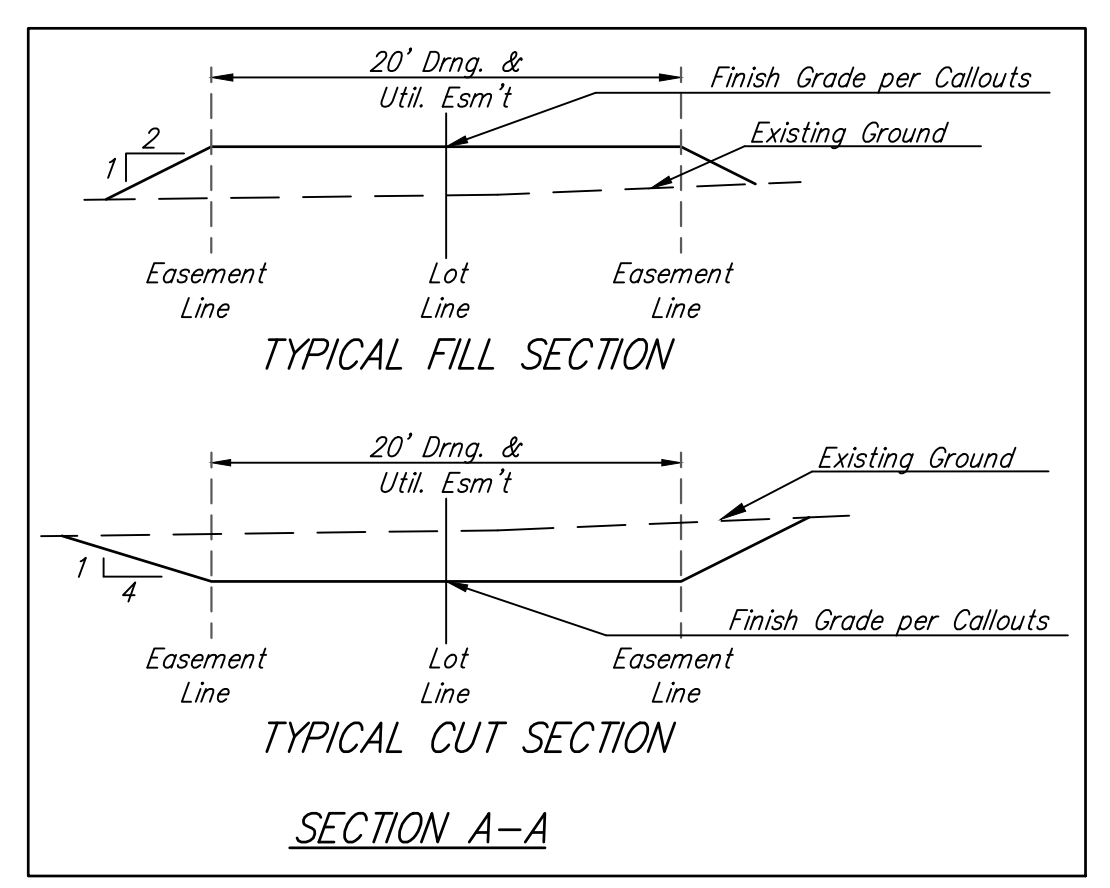 20' Drng. &
Util. Esm't
Finish Grade per Callouts
Existing Ground
2
1
Easement
Line
Lot
Line
Easement
Line
TYPICAL FILL SECTION
20' Drng. &
Util. Esm't
Existing Ground
1
4
Finish Grade per Callouts
Easement
Line
Lot
Line
Easement
Line
TYPICAL CUT SECTION
SECTION A-A